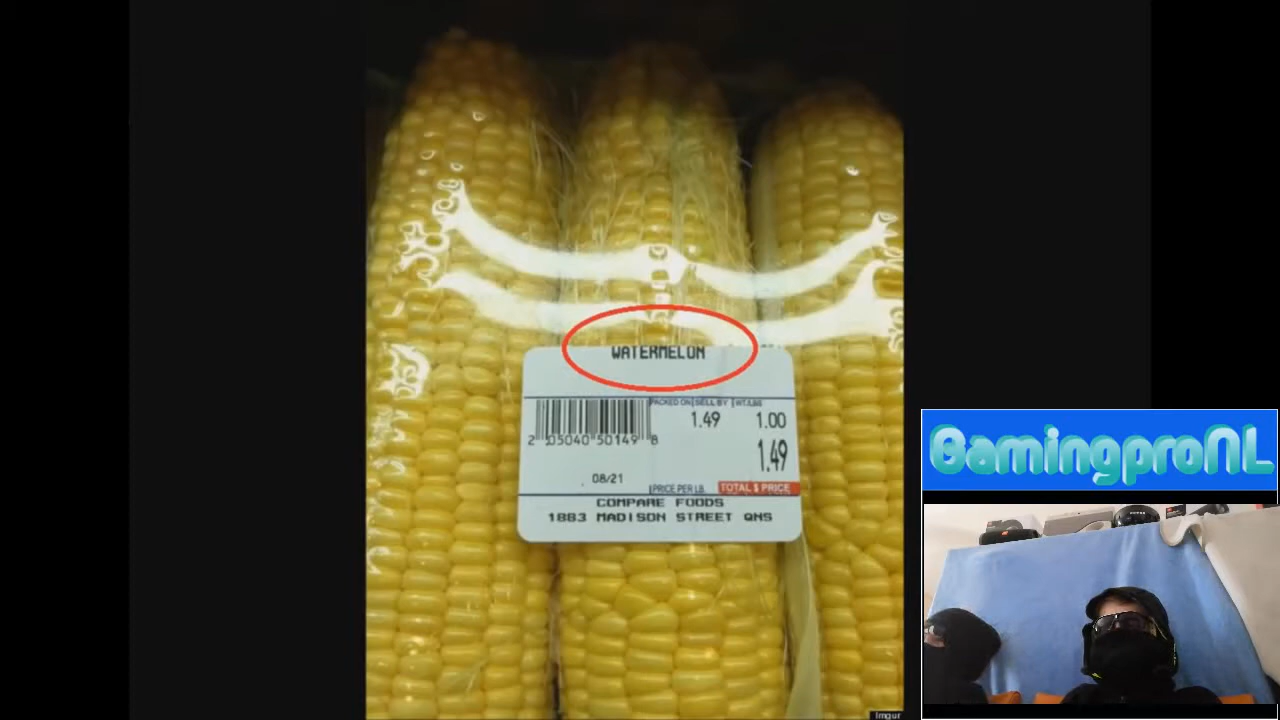 WATERMELON
PACKED ON SELL BY WT/LBS
1.49 1.00
2 05040 50149 8
1.49
08/21
PRICE PER LB. TOTAL $ PRICE
COMPARE FOODS
1883 MADISON STREET QNS
GamingproNL
Imgur